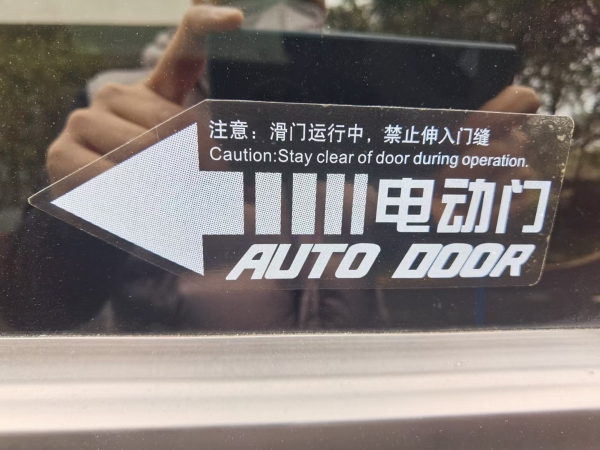 注意：滑门运行中，禁止伸入门缝
Caution:Stay clear of door during operation.
电动门
AUTO DOOR